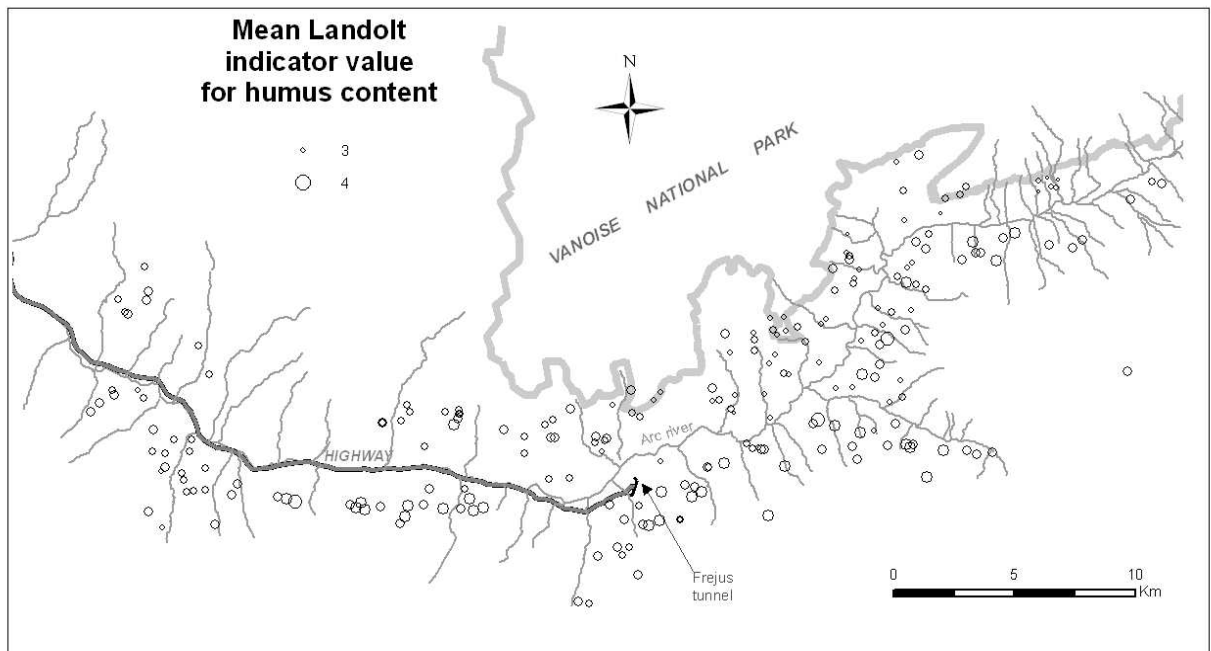 Mean Landolt
indicator value
for humus content
3
4
N
VANOISE NATIONAL PARK
HIGHWAY
Arc river
Frejus
tunnel
0 5 10
Km